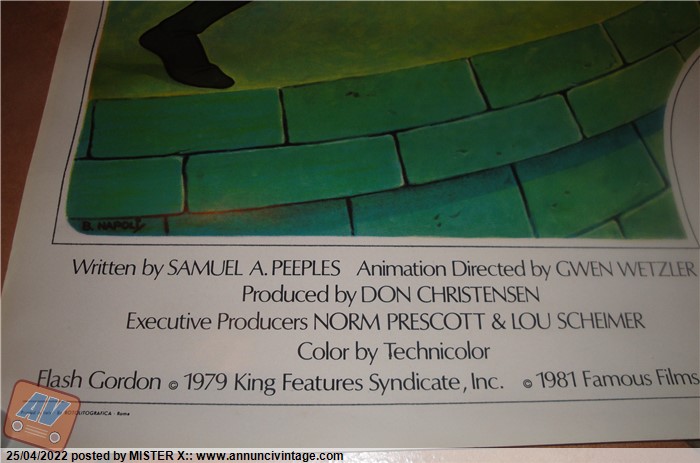 B. NAPOLI
Written by SAMUEL A. PEEPLES Animation Directed by GWEN WETZLER
Produced by DON CHRISTENSEN
Executive Producers NORM PRESCOTT & LOU SCHEIMER
Color by Technicolor
Flash Gordon © 1979 King Features Syndicate, Inc. © 1981 Famous Films
ROTOLITOGRAFICA - Roma
AV
25/04/2022 posted by MISTER X:: www.annuncivintage.com